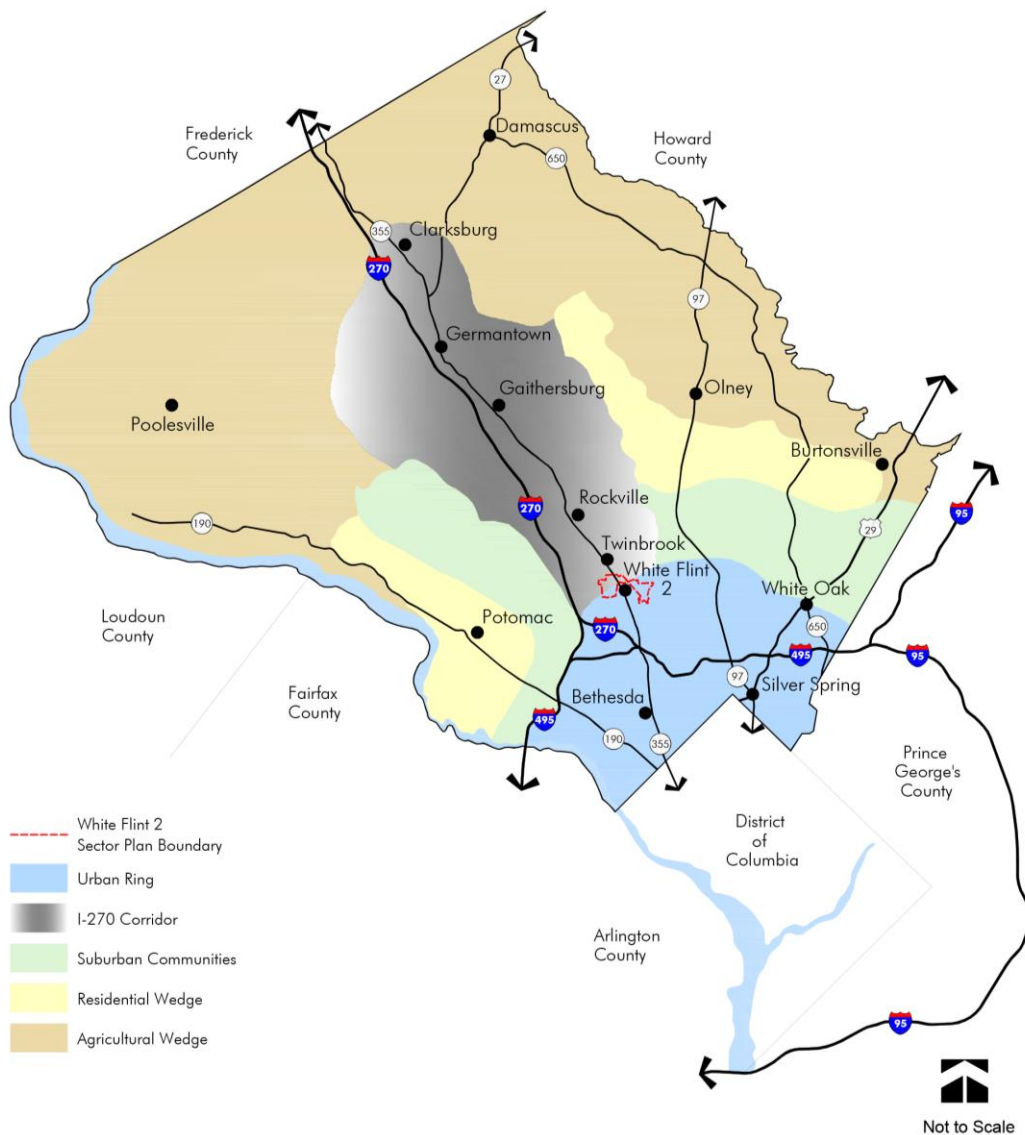 27
Frederick
County
Damascus
Howard
County
650
355
Clarksburg
270
97
Germantown
Gaithersburg
Olney
Poolesville
Burtonsville
270
Rockville
95
190
29
Twinbrook
White Flint
2
White Oak
Loudoun
County
Potomac
270
650
495
95
Fairfax
County
97
Silver Spring
Bethesda
495
190
355
Prince
George's
County
White Flint 2
Sector Plan Boundary
District
of
Columbia
Urban Ring
I-270 Corridor
Arlington
County
Suburban Communities
Residential Wedge
95
Agricultural Wedge
Not to Scale